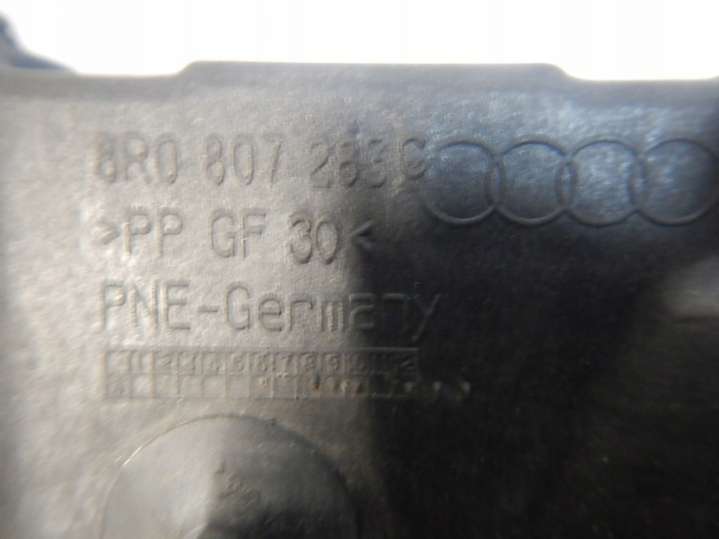 8R0 807 283 C
>PP GF 30<
PNE-Germany